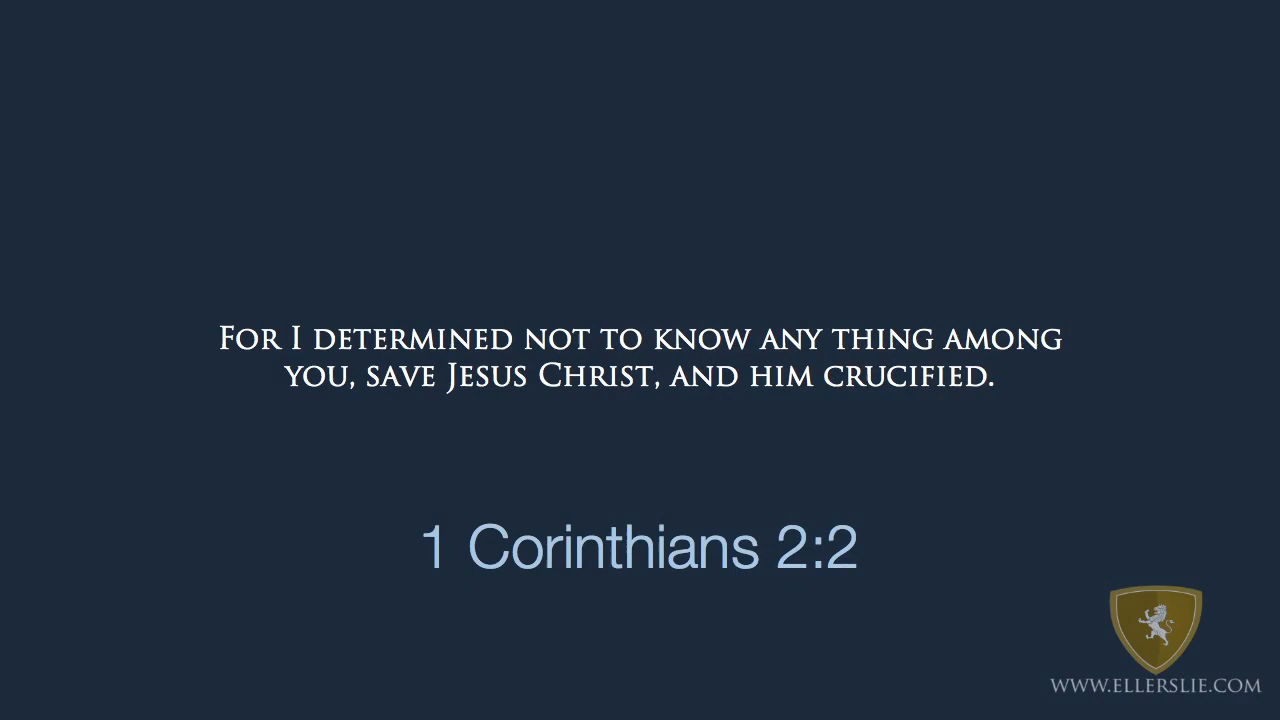 For I determined not to know any thing among
you, save Jesus Christ, and him crucified.
1 Corinthians 2:2
www.ellerslie.com